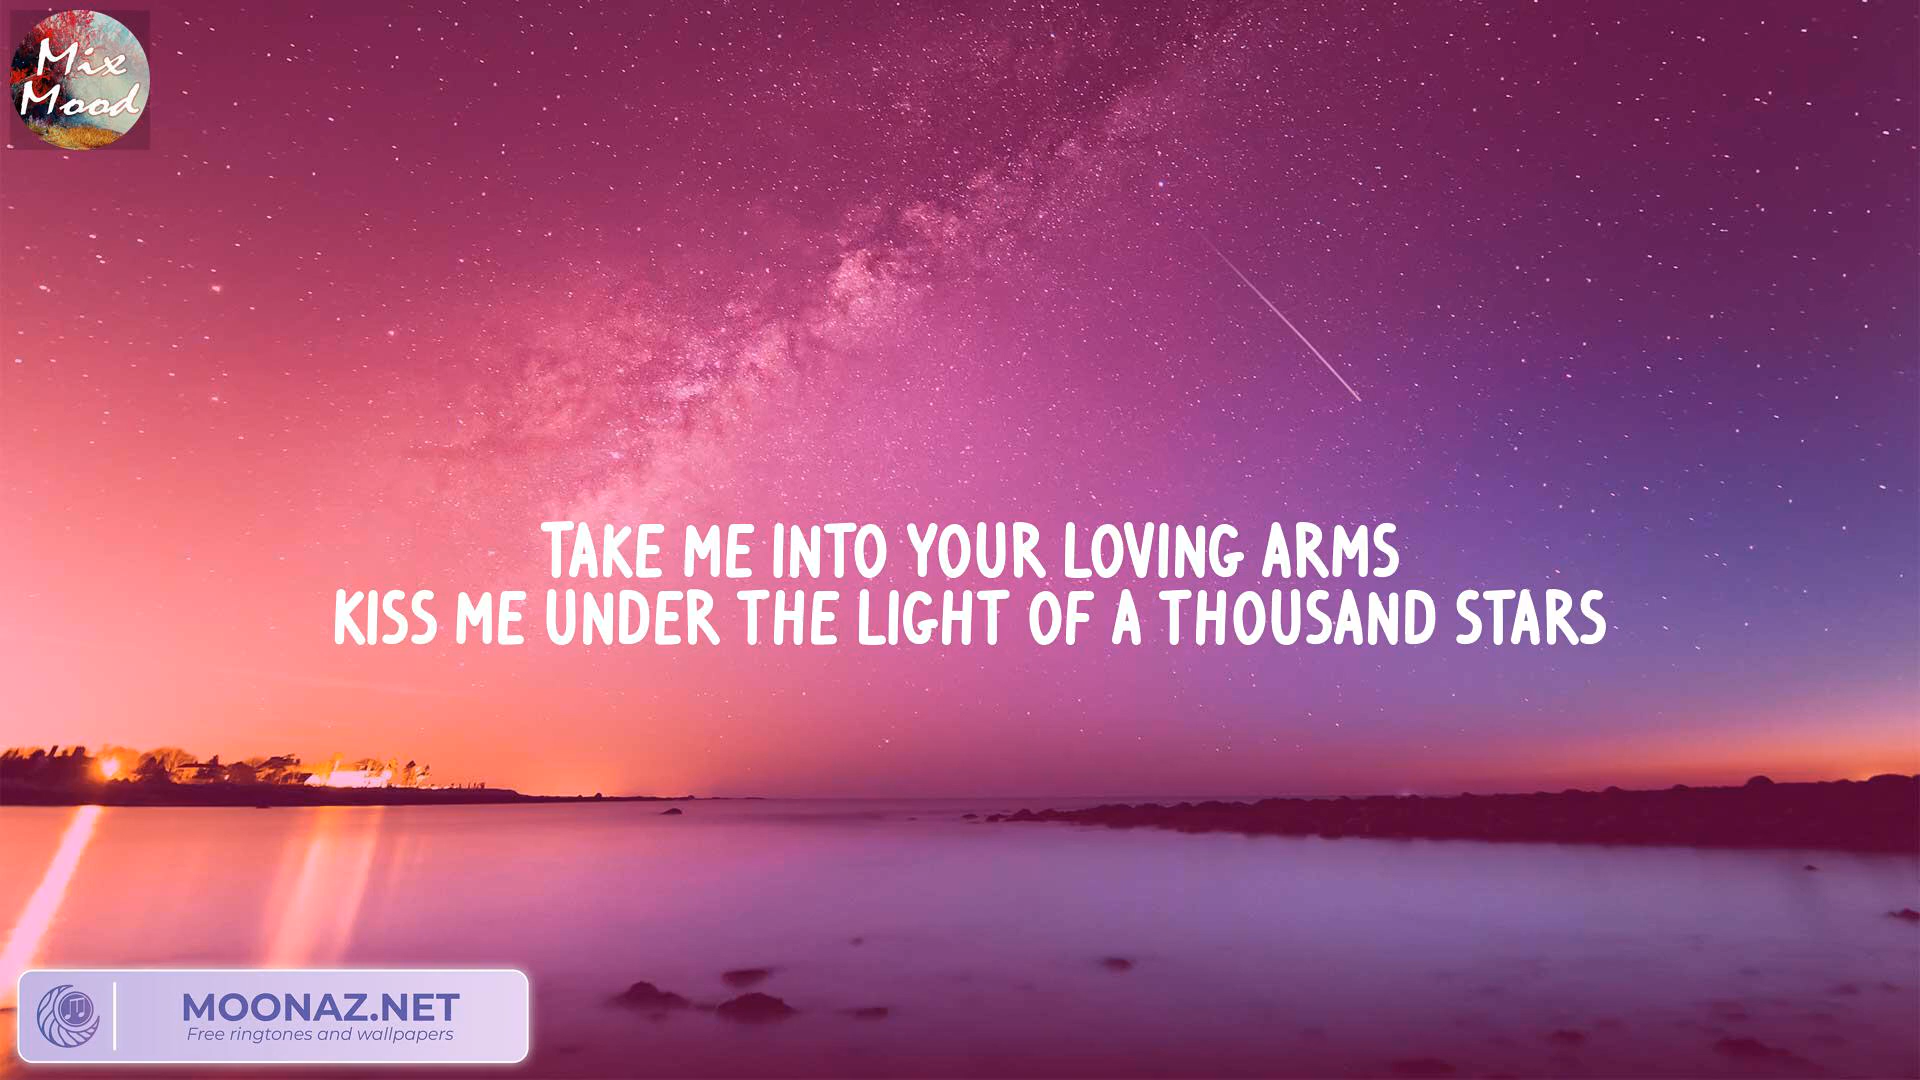 Mix
Mood
TAKE ME INTO YOUR LOVING ARMS
KISS ME UNDER THE LIGHT OF A THOUSAND STARS
MOONAZ.NET
Free ringtones and wallpapers